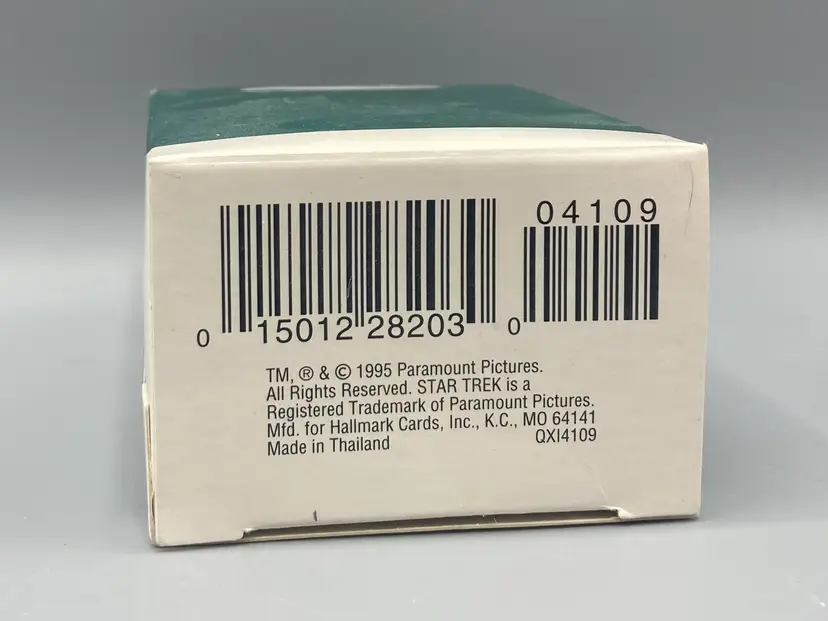 04109
0 15012 28203 0
TM, ® & © 1995 Paramount Pictures.
All Rights Reserved. STAR TREK is a
Registered Trademark of Paramount Pictures.
Mfd. for Hallmark Cards, Inc., K.C., MO 64141
Made in Thailand QXI4109